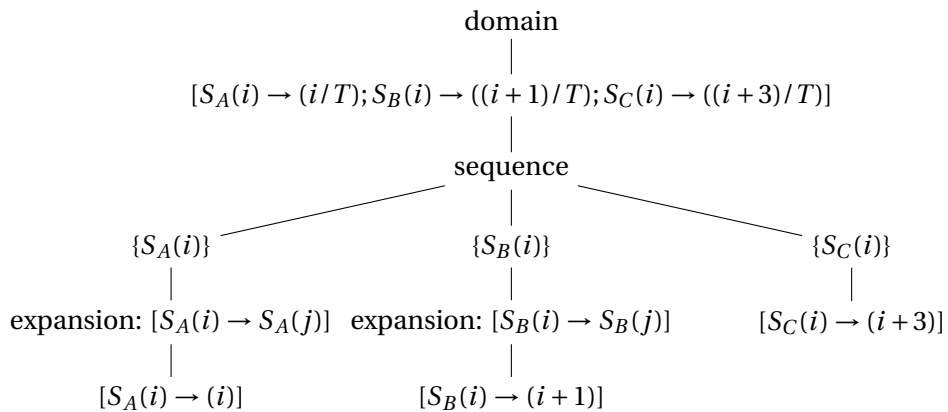 domain
[S_A(i) → (i/T); S_B(i) → ((i + 1)/T); S_C(i) → ((i + 3)/T)]
sequence
{S_A(i)} {S_B(i)} {S_C(i)}
expansion: [S_A(i) → S_A(j)] expansion: [S_B(i) → S_B(j)] [S_C(i) → (i + 3)]
[S_A(i) → (i)] [S_B(i) → (i + 1)]